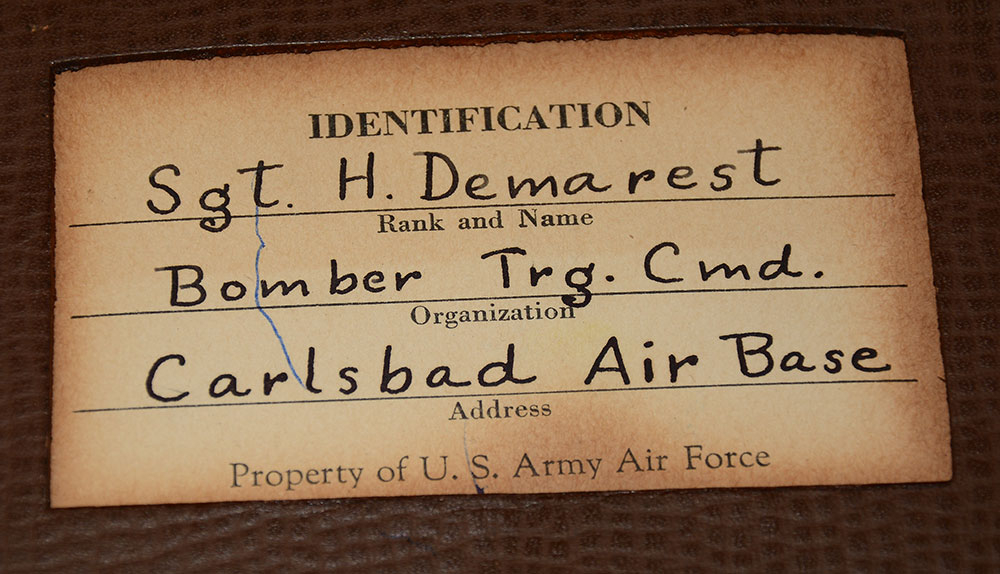 IDENTIFICATION
Sgt. H. Demarest
Rank and Name
Bomber Trg. Cmd.
Organization
Carlsbad Air Base
Address
Property of U. S. Army Air Force